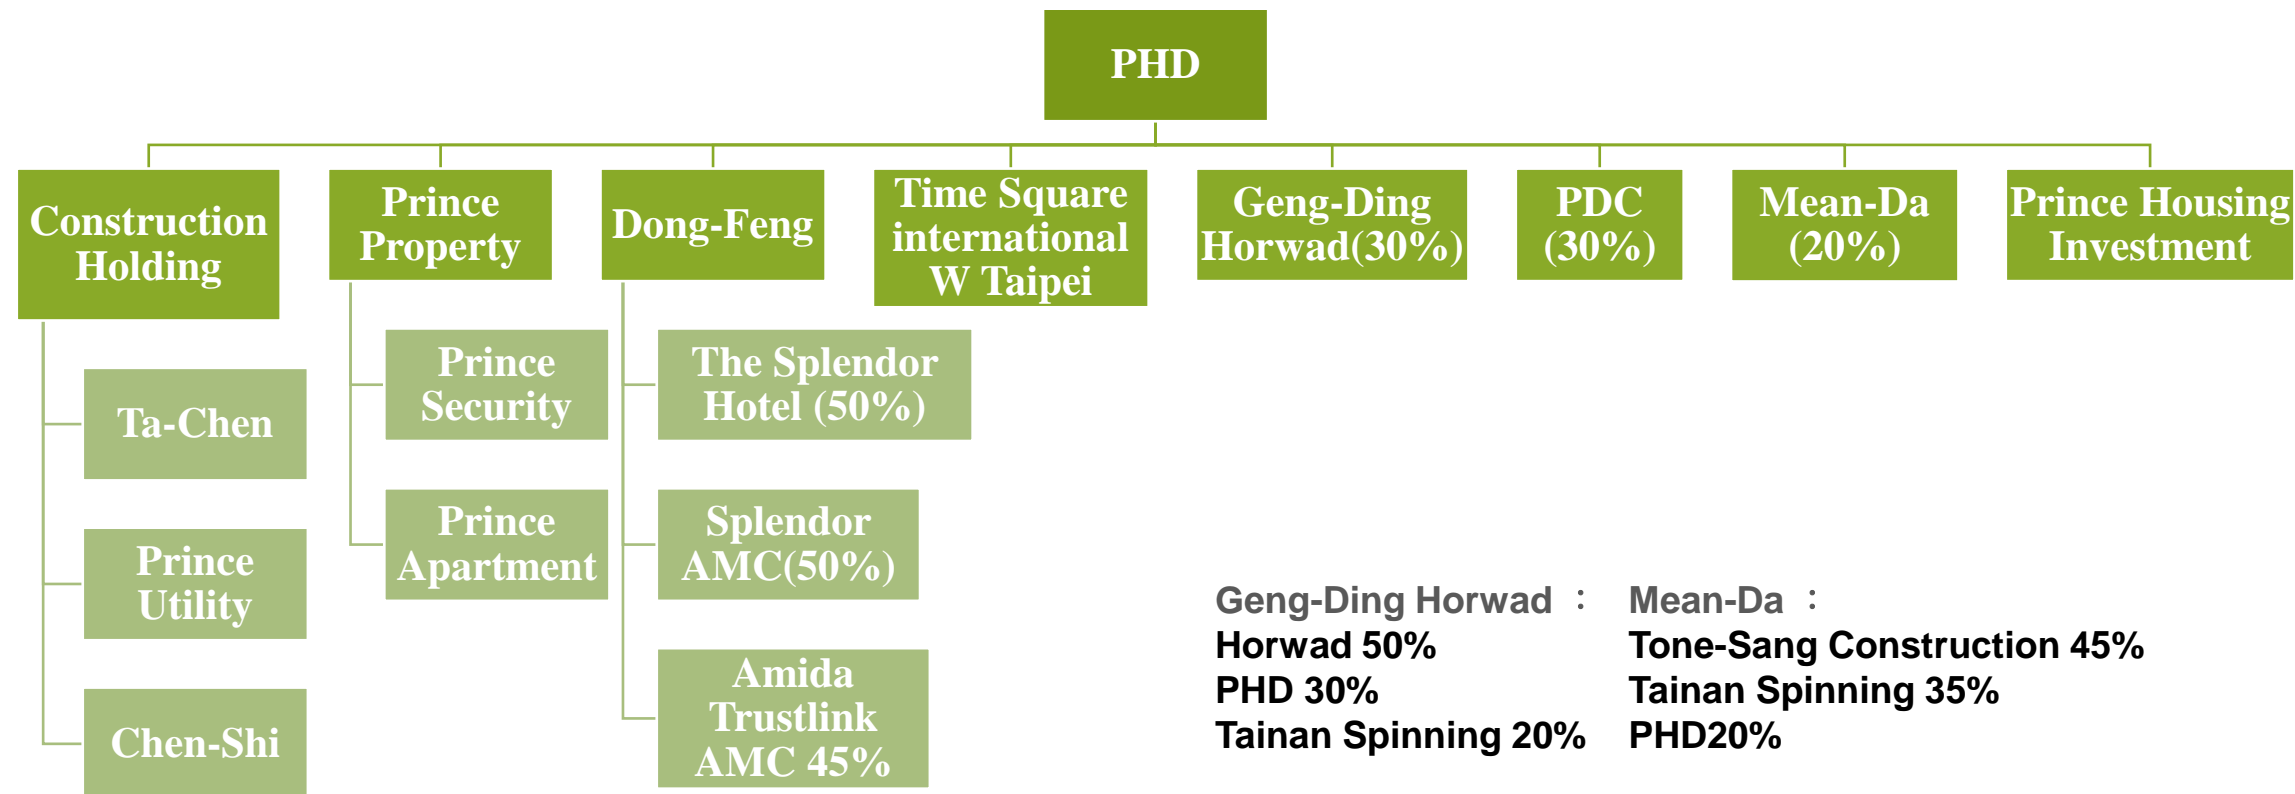 PHD
Construction
Holding
Prince
Property
Dong-Feng
Time Square
international
W Taipei
Geng-Ding
Horwad(30%)
PDC
(30%)
Mean-Da
(20%)
Prince Housing
Investment
Ta-Chen
Prince
Utility
Chen-Shi
Prince
Security
Prince
Apartment
The Splendor
Hotel (50%)
Splendor
AMC(50%)
Amida
Trustlink
AMC 45%
Geng-Ding Horwad：
Horwad 50%
PHD 30%
Tainan Spinning 20%
Mean-Da：
Tone-Sang Construction 45%
Tainan Spinning 35%
PHD20%